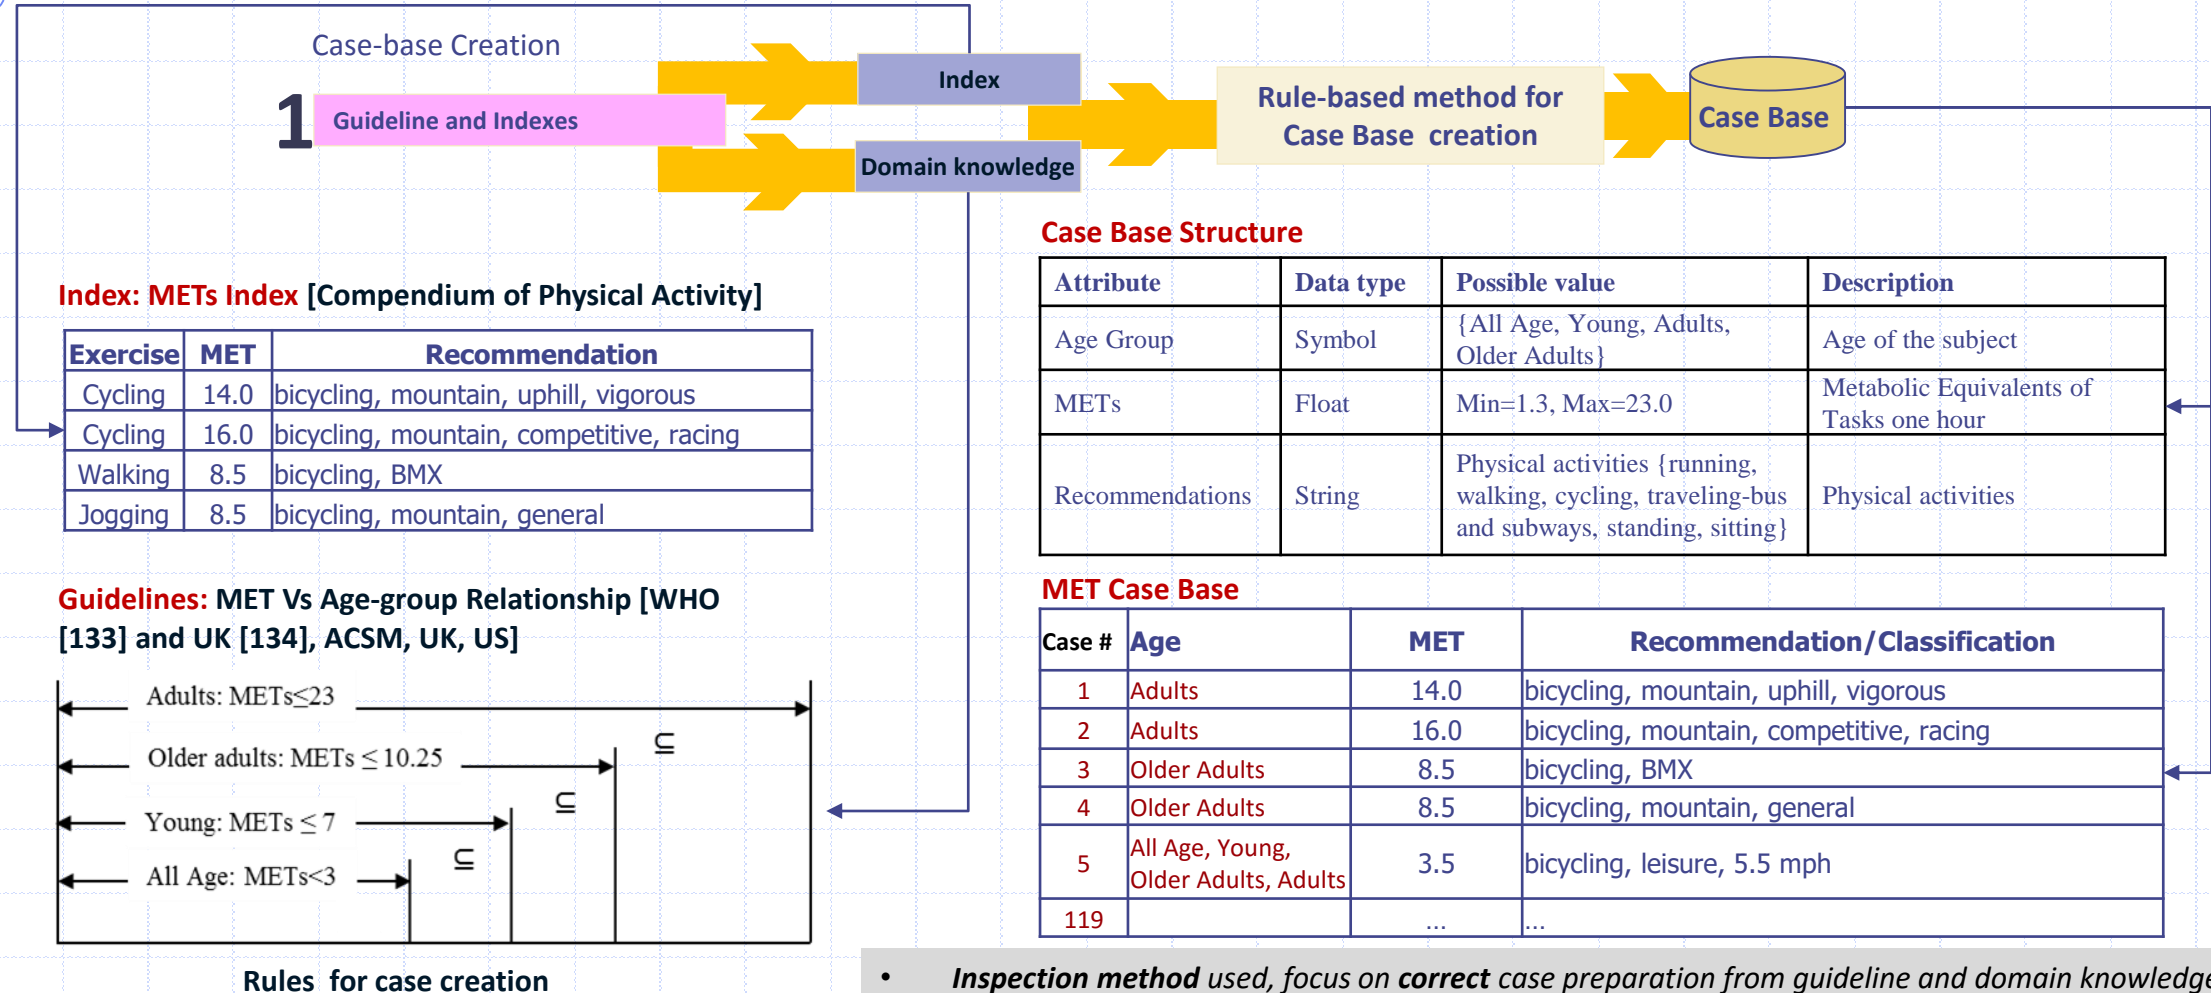 Case-base Creation
1
Guideline and Indexes
Index
Domain knowledge
Rule-based method for
Case Base creation
Case Base
Index: METs Index [Compendium of Physical Activity]
Exercise MET Recommendation
Cycling 14.0 bicycling, mountain, uphill, vigorous
Cycling 16.0 bicycling, mountain, competitive, racing
Walking 8.5 bicycling, BMX
Jogging 8.5 bicycling, mountain, general
Guidelines: MET Vs Age-group Relationship [WHO
[133] and UK [134], ACSM, UK, US]
Adults: METs≤23
⊆
Older adults: METs ≤ 10.25
⊆
Young: METs ≤ 7
⊆
All Age: METs<3
Rules for case creation
Case Base Structure
Attribute Data type Possible value Description
Age Group Symbol {All Age, Young, Adults,
Older Adults} Age of the subject
METs Float Min=1.3, Max=23.0 Metabolic Equivalents of
Tasks one hour
Recommendations String Physical activities {running,
walking, cycling, traveling-bus
and subways, standing, sitting} Physical activities
MET Case Base
Case # Age MET Recommendation/Classification
1 Adults 14.0 bicycling, mountain, uphill, vigorous
2 Adults 16.0 bicycling, mountain, competitive, racing
3 Older Adults 8.5 bicycling, BMX
4 Older Adults 8.5 bicycling, mountain, general
5 All Age, Young,
Older Adults, Adults 3.5 bicycling, leisure, 5.5 mph
119 ... ...
• Inspection method used, focus on correct case preparation from guideline and domain knowledge